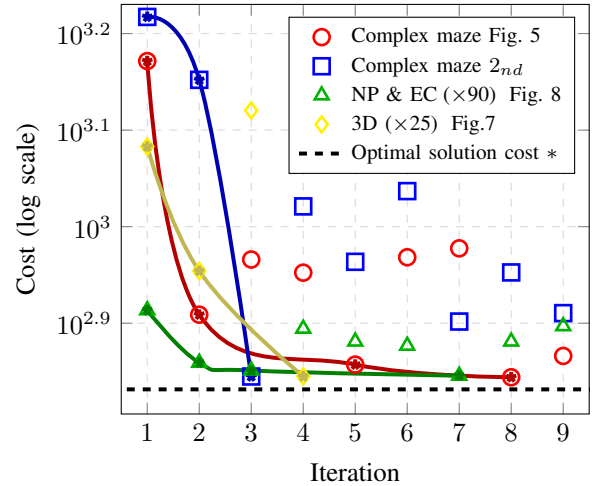 10^{3.2}
10^{3.1}
10^{3}
10^{2.9}
Cost (log scale)
Complex maze Fig. 5
Complex maze 2_{nd}
NP & EC (×90) Fig. 8
3D (×25) Fig.7
Optimal solution cost *
1 2 3 4 5 6 7 8 9
Iteration